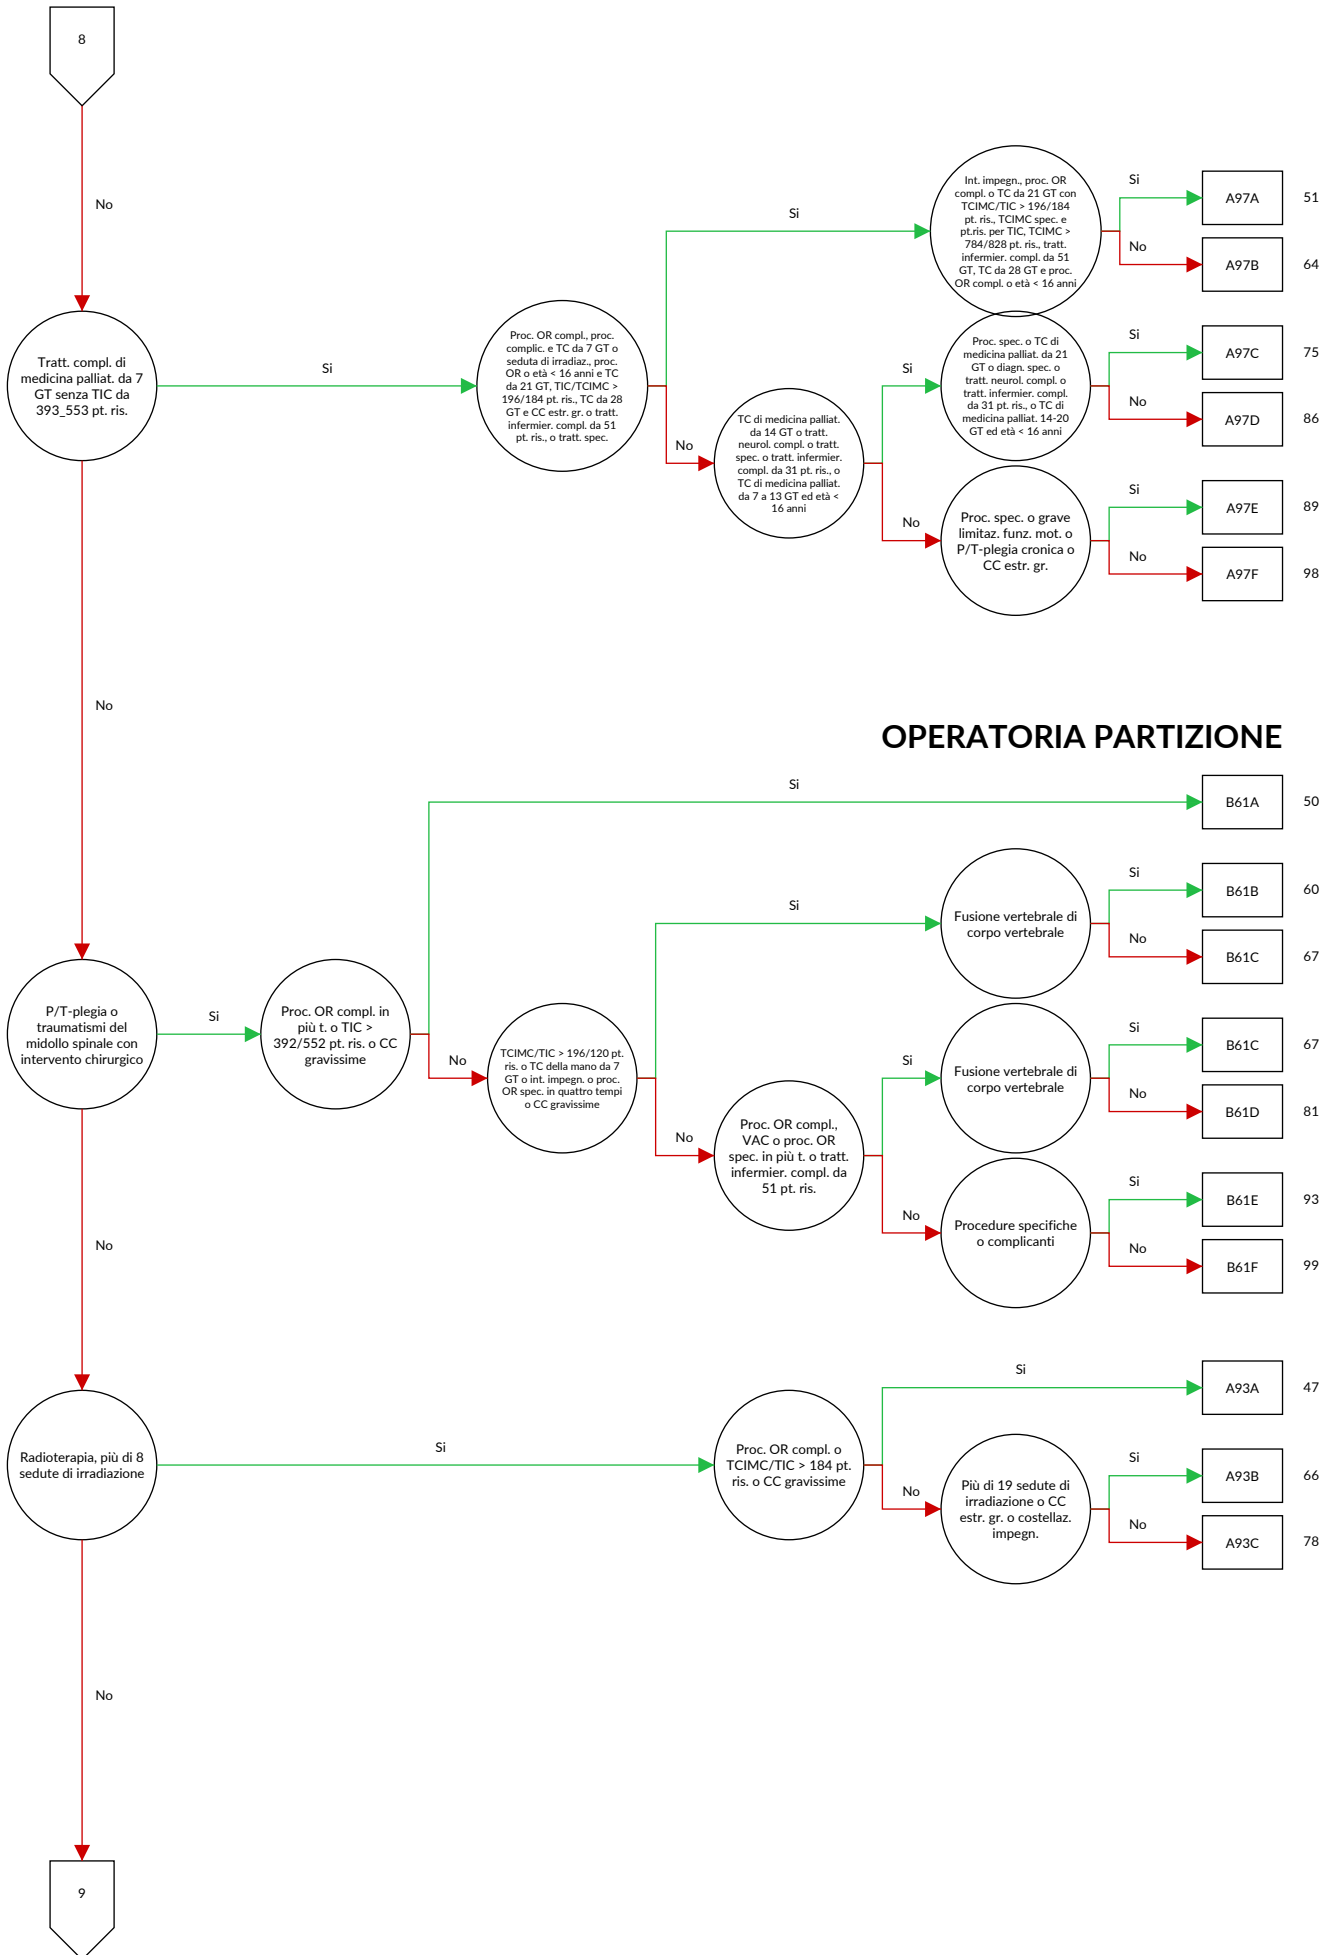 8
No
Tratt. compl. di
medicina palliat. da 7
GT senza TIC da
393_553 pt. ris.
Si
Proc. OR compl., proc.
complic. e TC da 7 GT o
seduta di irradiaz., proc.
OR o età < 16 anni e TC
da 21 GT, TIC/TCIMC >
196/184 pt. ris., TC da 28
GT e CC estr. gr. o tratt.
infermier. compl. da 51
pt. ris., o tratt. spec.
Si
Int. impegn., proc. OR
compl. o TC da 21 GT con
TCIMC/TIC > 196/184
pt. ris., TCIMC spec. e
pt.ris. per TIC, TCIMC >
784/828 pt. ris., tratt.
infermier. compl. da 51
GT, TC da 28 GT e proc.
OR compl. o età < 16 anni
Si
A97A
51
No
A97B
64
No
TC di medicina palliat.
da 14 GT o tratt.
neurol. compl. o tratt.
spec. o tratt. infermier.
compl. da 31 pt. ris., o
TC di medicina palliat.
da 7 a 13 GT ed età <
16 anni
Si
Proc. spec. o TC di
medicina palliat. da 21
GT o diagn. spec. o
tratt. neurol. compl. o
tratt. infermier. compl.
da 31 pt. ris., o TC di
medicina palliat. 14-20
GT ed età < 16 anni
Si
A97C
75
No
A97D
86
No
Proc. spec. o grave
limitaz. funz. mot. o
P/T-plegia cronica o
CC estr. gr.
Si
A97E
89
No
A97F
98
No
OPERATORIA PARTIZIONE
P/T-plegia o
traumatismi del
midollo spinale con
intervento chirurgico
Si
Proc. OR compl. in
più t. o TIC >
392/552 pt. ris. o CC
gravissime
Si
B61A
50
No
TCIMC/TIC > 196/120 pt.
ris. o TC della mano da 7
GT o int. impegn. o proc.
OR spec. in quattro tempi
o CC gravissime
Si
Fusione vertebrale di
corpo vertebrale
Si
B61B
60
No
B61C
67
No
Proc. OR compl.,
VAC o proc. OR
spec. in più t. o tratt.
infermier. compl. da
51 pt. ris.
Si
Fusione vertebrale di
corpo vertebrale
Si
B61C
67
No
B61D
81
No
Procedure specifiche
o complicanti
Si
B61E
93
No
B61F
99
No
Radioterapia, più di 8
sedute di irradiazione
Si
Proc. OR compl. o
TCIMC/TIC > 184 pt.
ris. o CC gravissime
Si
A93A
47
No
Più di 19 sedute di
irradiazione o CC
estr. gr. o costellaz.
impegn.
Si
A93B
66
No
A93C
78
No
9